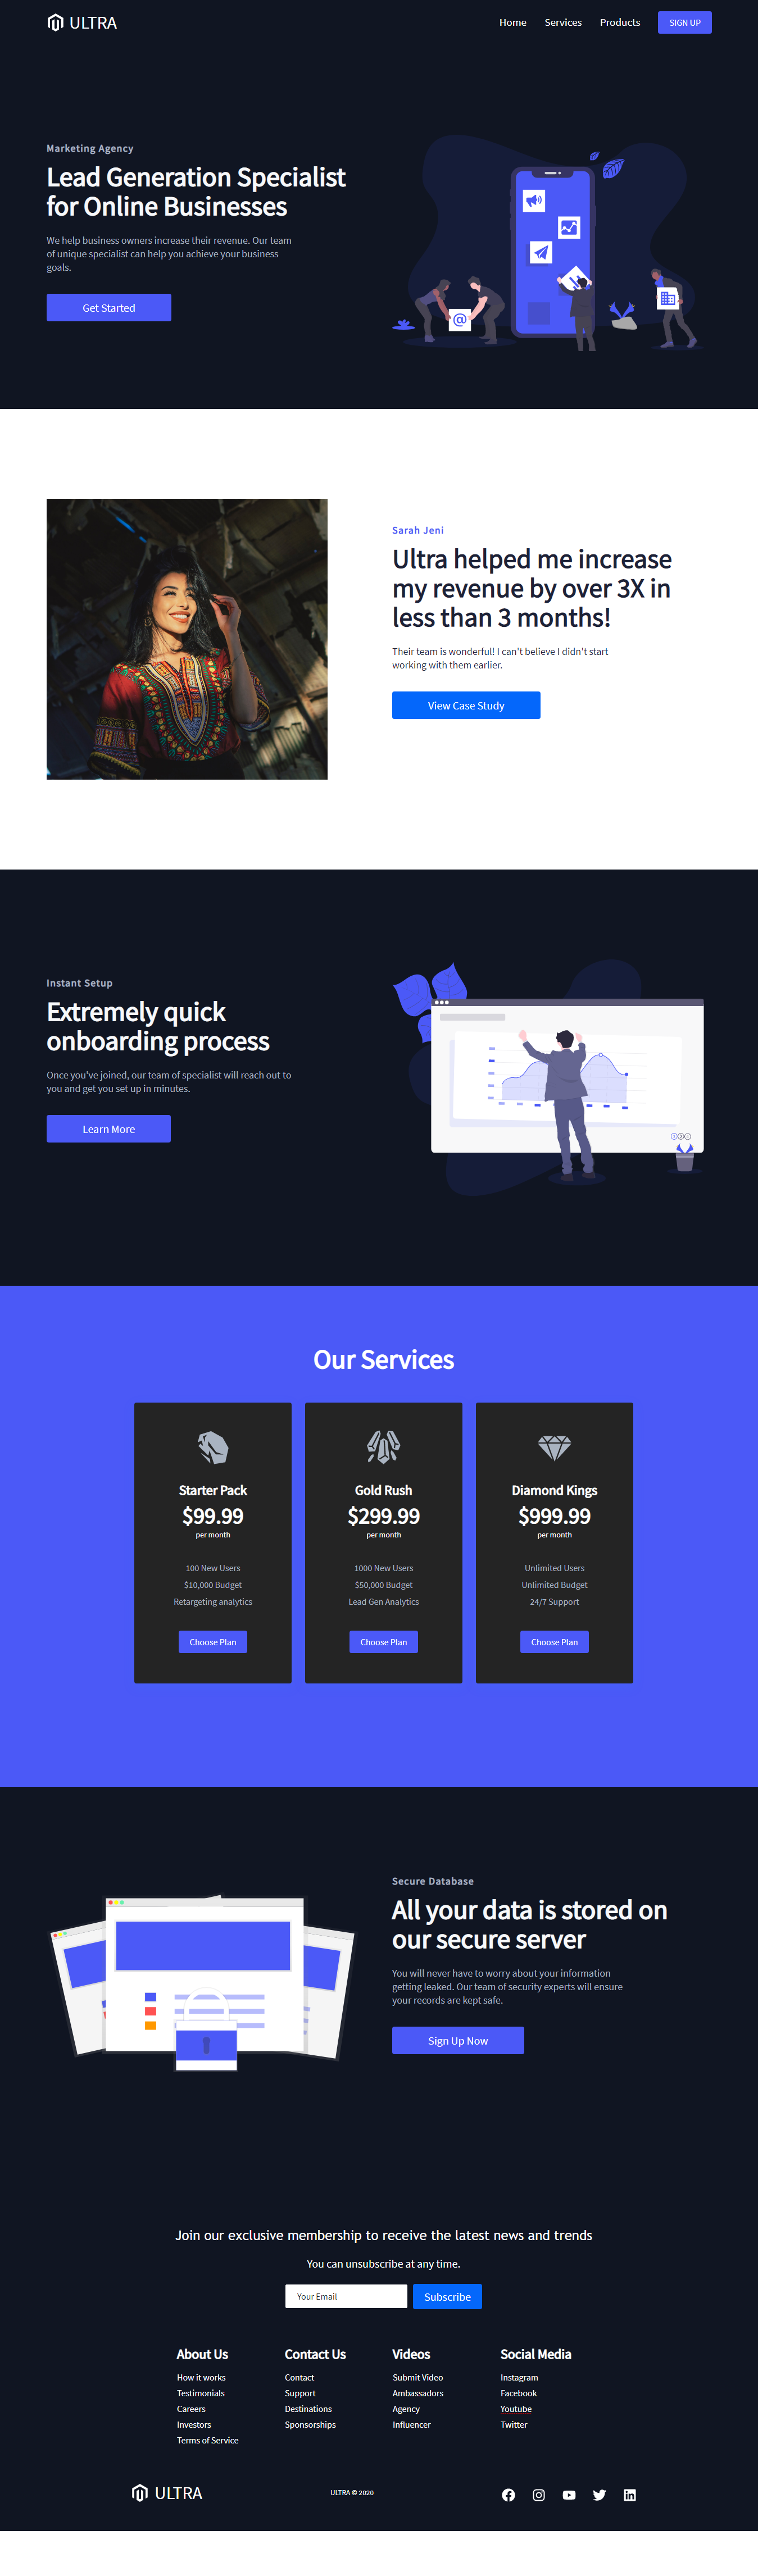 ULTRA
Home Services Products SIGN UP
Marketing Agency
Lead Generation Specialist
for Online Businesses
We help business owners increase their revenue. Our team
of unique specialist can help you achieve your business
goals.
Get Started
@
Sarah Jeni
Ultra helped me increase
my revenue by over 3X in
less than 3 months!
Their team is wonderful! I can't believe I didn't start
working with them earlier.
View Case Study
Instant Setup
Extremely quick
onboarding process
Once you've joined, our team of specialist will reach out to
you and get you set up in minutes.
Learn More
Our Services
Starter Pack
$99.99
per month
100 New Users
$10,000 Budget
Retargeting analytics
Choose Plan
Gold Rush
$299.99
per month
1000 New Users
$50,000 Budget
Lead Gen Analytics
Choose Plan
Diamond Kings
$999.99
per month
Unlimited Users
Unlimited Budget
24/7 Support
Choose Plan
Secure Database
All your data is stored on
our secure server
You will never have to worry about your information
getting leaked. Our team of security experts will ensure
your records are kept safe.
Sign Up Now
Join our exclusive membership to receive the latest news and trends
You can unsubscribe at any time.
Your Email Subscribe
About Us
How it works
Testimonials
Careers
Investors
Terms of Service
Contact Us
Contact
Support
Destinations
Sponsorships
Videos
Submit Video
Ambassadors
Agency
Influencer
Social Media
Instagram
Facebook
Youtube
Twitter
ULTRA
ULTRA © 2020